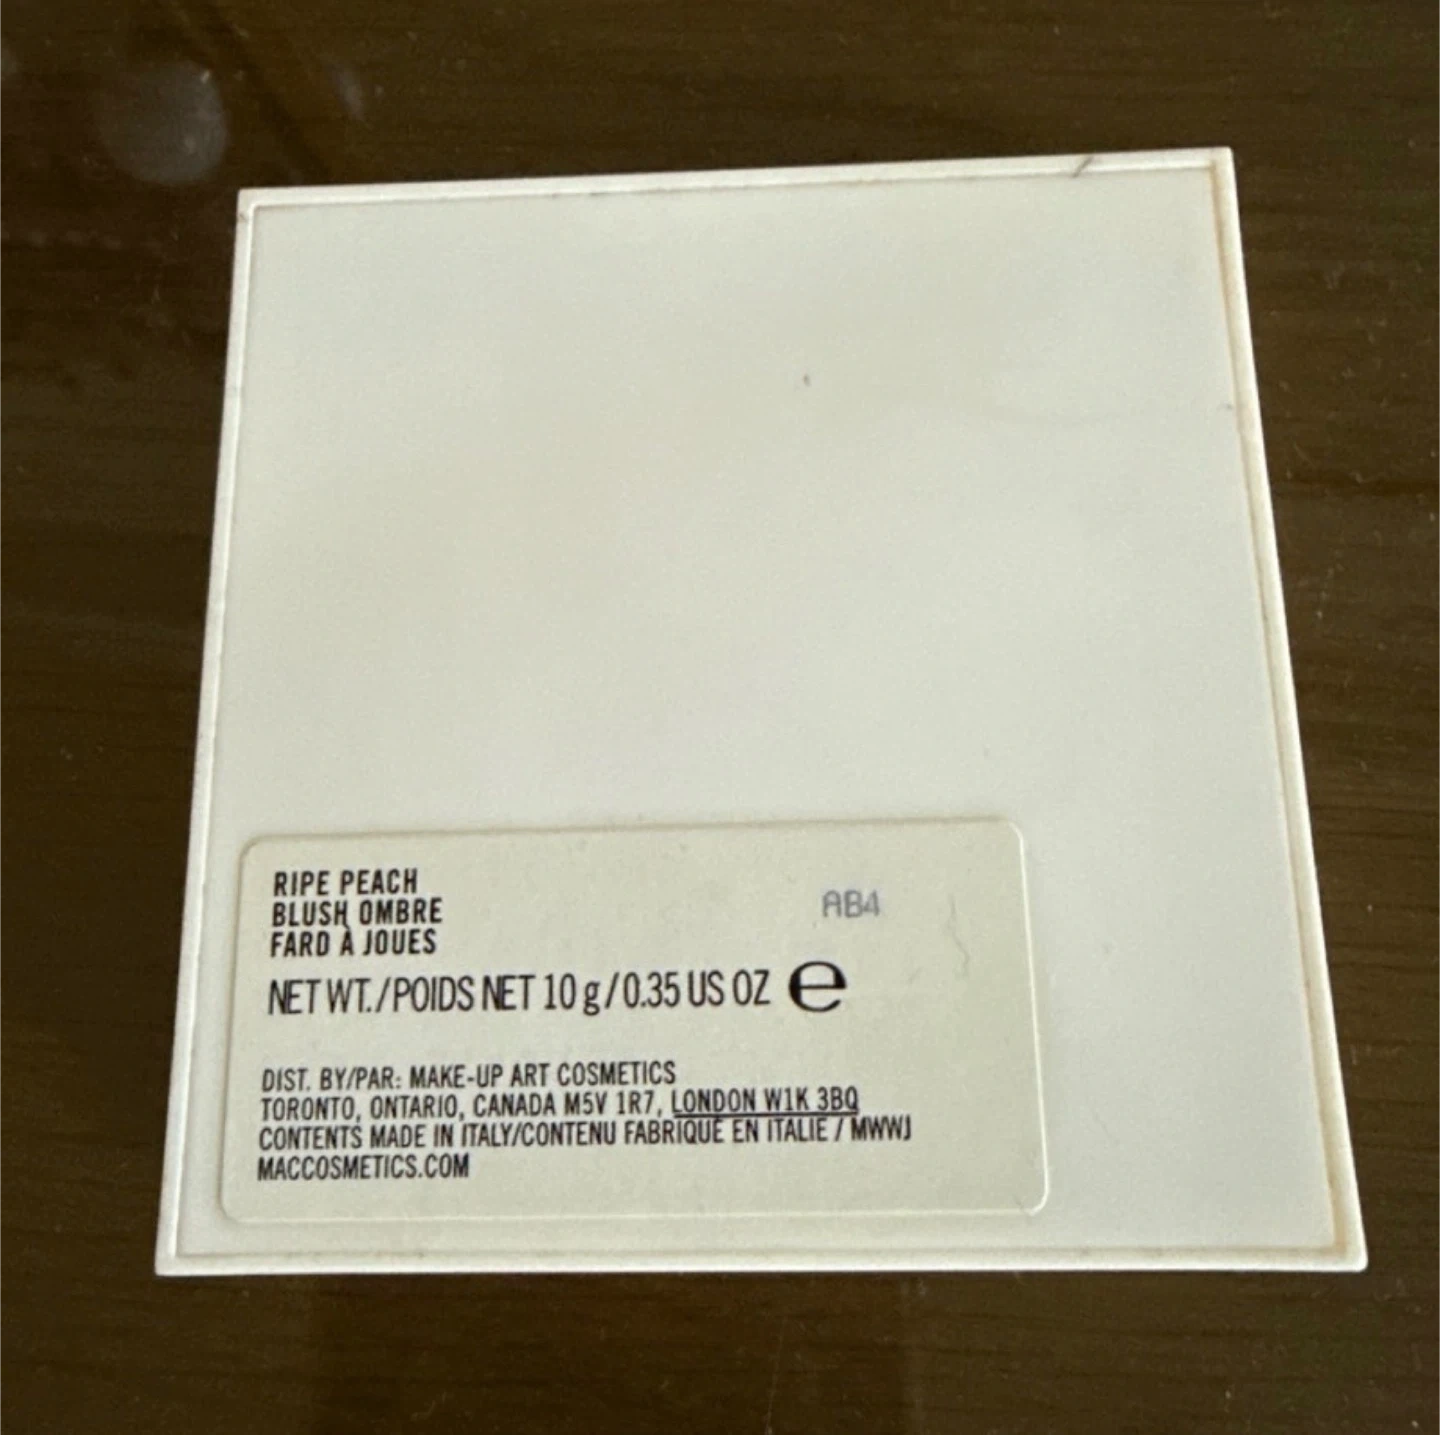 RIPE PEACH
BLUSH OMBRE
FARD À JOUES
AB4
NET WT./POIDS NET 10 g/0.35 US OZ e
DIST. BY/PAR: MAKE-UP ART COSMETICS
TORONTO, ONTARIO, CANADA M5V 1R7, LONDON W1K 3BQ
CONTENTS MADE IN ITALY/CONTENU FABRIQUÉ EN ITALIE / MWWJ
MACCOSMETICS.COM